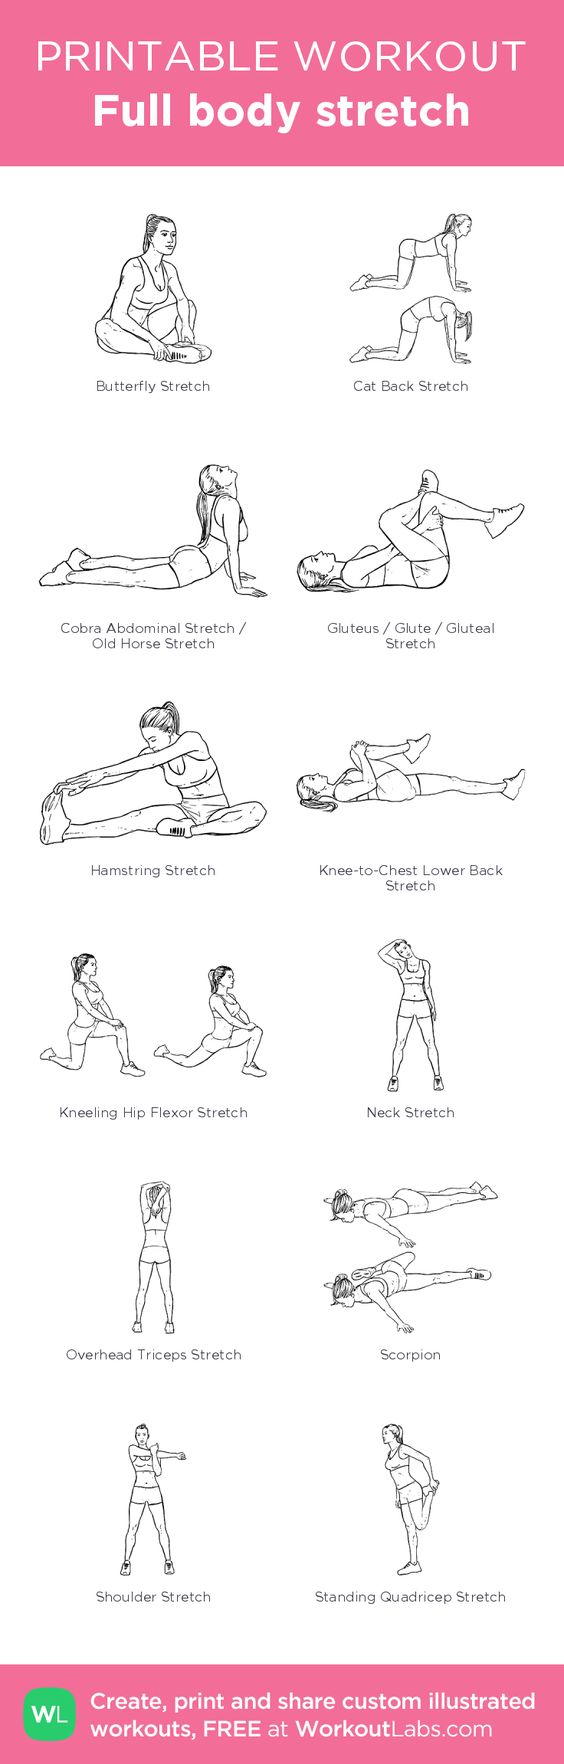 PRINTABLE WORKOUT
Full body stretch
Butterfly Stretch
Cat Back Stretch
Cobra Abdominal Stretch /
Old Horse Stretch
Gluteus / Glute / Gluteal
Stretch
Hamstring Stretch
Knee-to-Chest Lower Back
Stretch
Kneeling Hip Flexor Stretch
Neck Stretch
Overhead Triceps Stretch
Scorpion
Shoulder Stretch
Standing Quadricep Stretch
WL
Create, print and share custom illustrated
workouts, FREE at WorkoutLabs.com